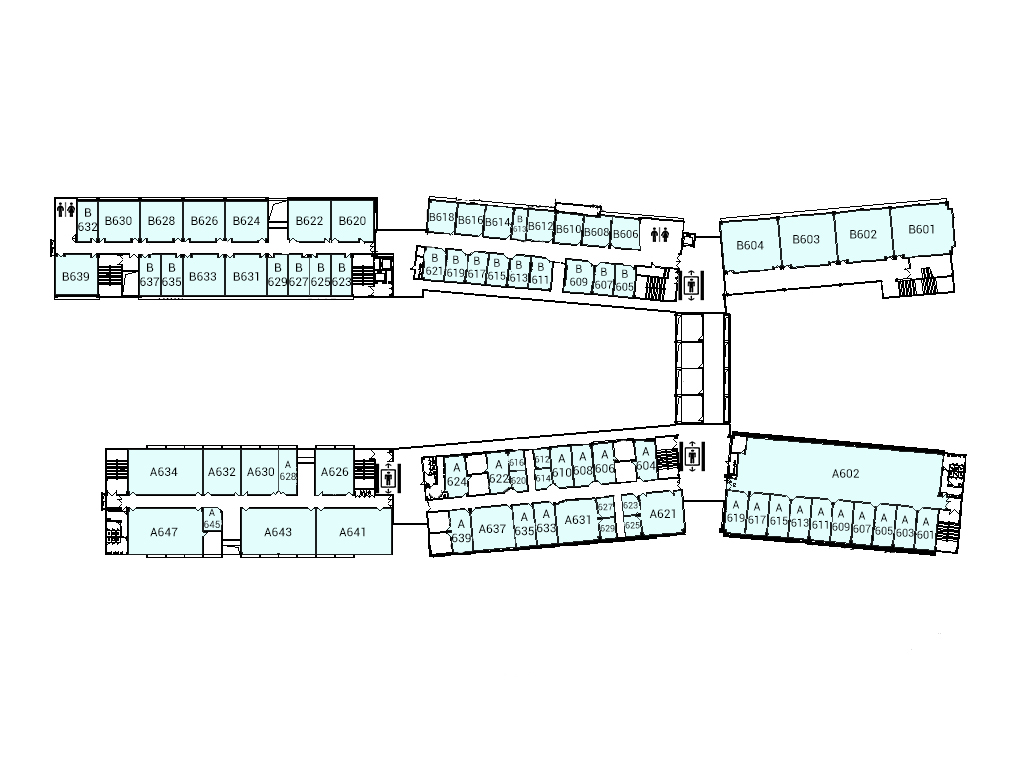 B
632
B630
B628
B626
B624
B622
B620
B639
B
637
B
635
B633
B631
B
629
B
627
B
625
B
623
B618
B616
B614
B
613
B612
B610
B608
B606
B
621
B
619
B
617
B
615
B
613
B
611
B
609
B
607
B
605
B604
B603
B602
B601
A634
A632
A630
A
628
A626
A647
A
645
A643
A641
A
624
A
622
616
620
612
614
A
610
A
608
A
606
A
604
A
639
A637
A
635
A
633
A631
627
629
623
625
A621
A602
A
619
A
617
A
615
A
613
A
611
A
609
A
607
A
605
A
603
A
601